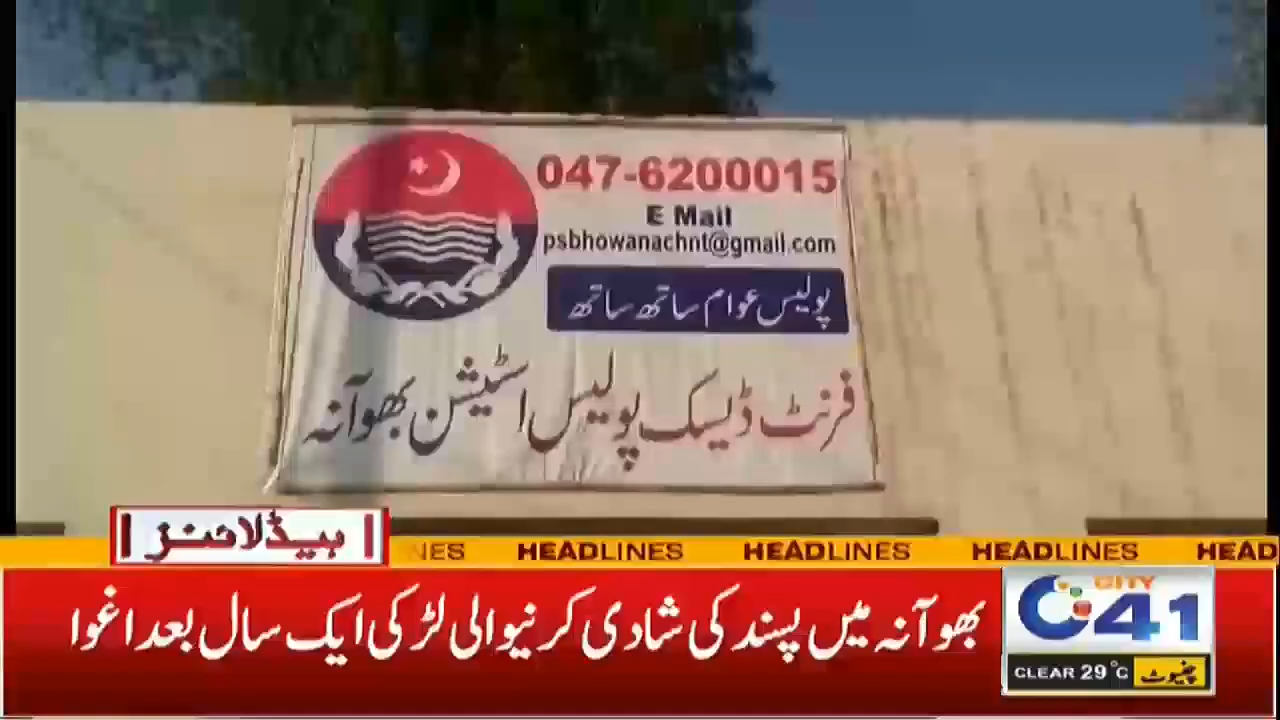 047-6200015
E Mail
psbhowanachnt@gmail.com
پولیس عوام ساتھ ساتھ
فرنٹ ڈیسک پولیس اسٹیشن بھوآنہ
ہیڈلائنز
NES HEADLINES HEADLINES HEADLINES HEAD
بھوآنہ میں پسند کی شادی کرنیوالی لڑکی ایک سال بعد اغوا
CITY
41
CLEAR 29°C چنیوٹ